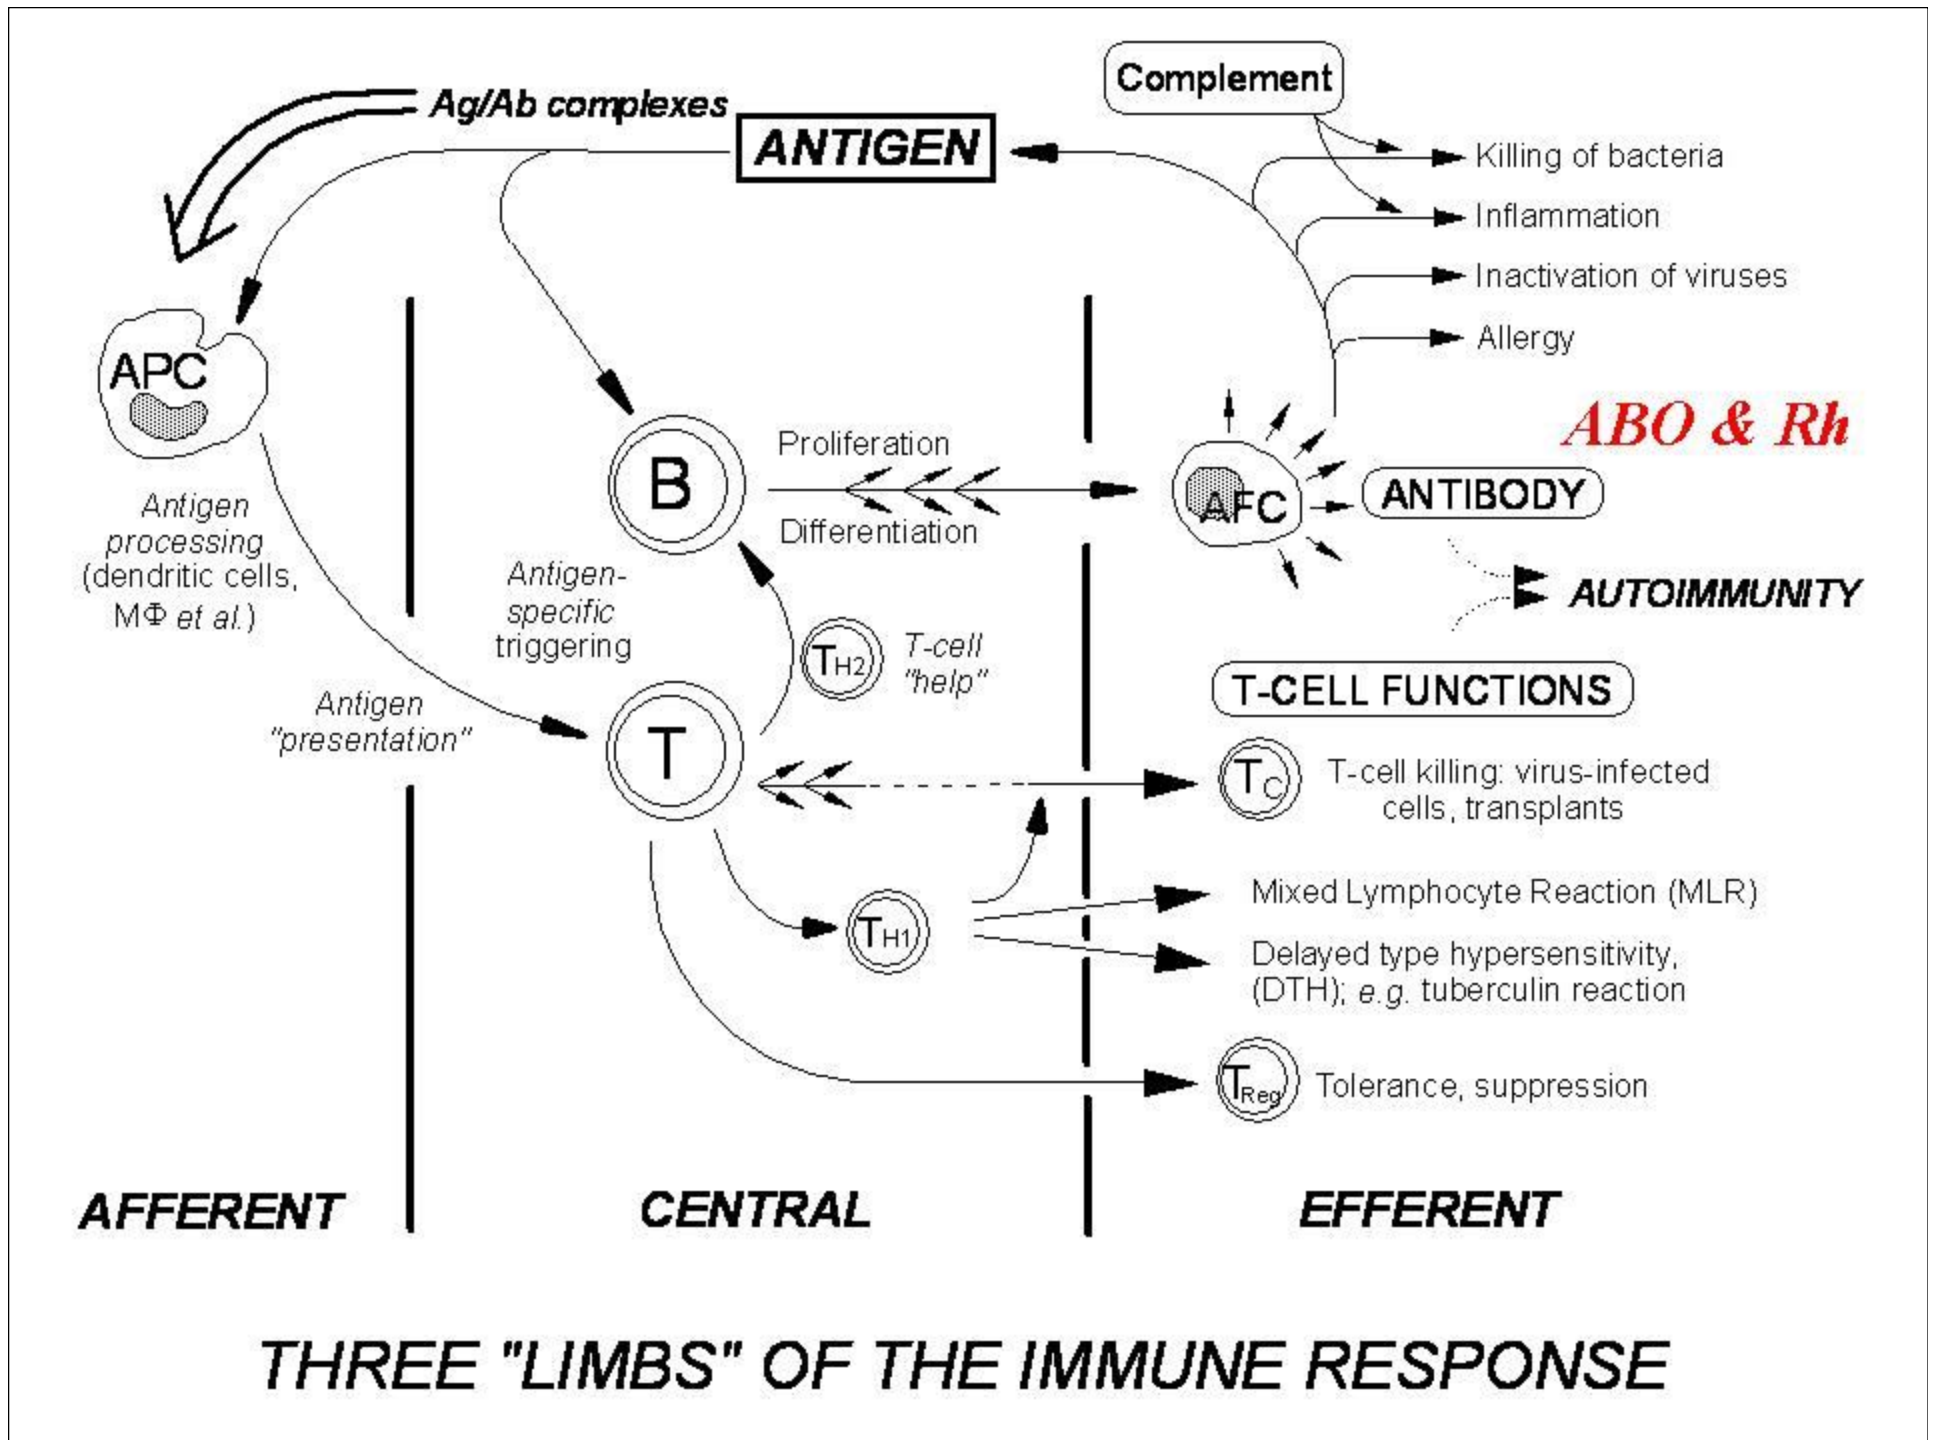 Complement
Ag/Ab complexes
ANTIGEN
Killing of bacteria
Inflammation
Inactivation of viruses
Allergy
APC
ABO & Rh
Antigen
processing
(dendritic cells,
MΦ et al.)
B
Proliferation
Differentiation
AFC
ANTIBODY
AUTOIMMUNITY
Antigen-
specific
triggering
TH2
T-cell
"help"
Antigen
"presentation"
T
T-CELL FUNCTIONS
TC
T-cell killing: virus-infected
cells, transplants
TH1
Mixed Lymphocyte Reaction (MLR)
Delayed type hypersensitivity,
(DTH); e.g. tuberculin reaction
TReg
Tolerance, suppression
AFFERENT
CENTRAL
EFFERENT
THREE "LIMBS" OF THE IMMUNE RESPONSE